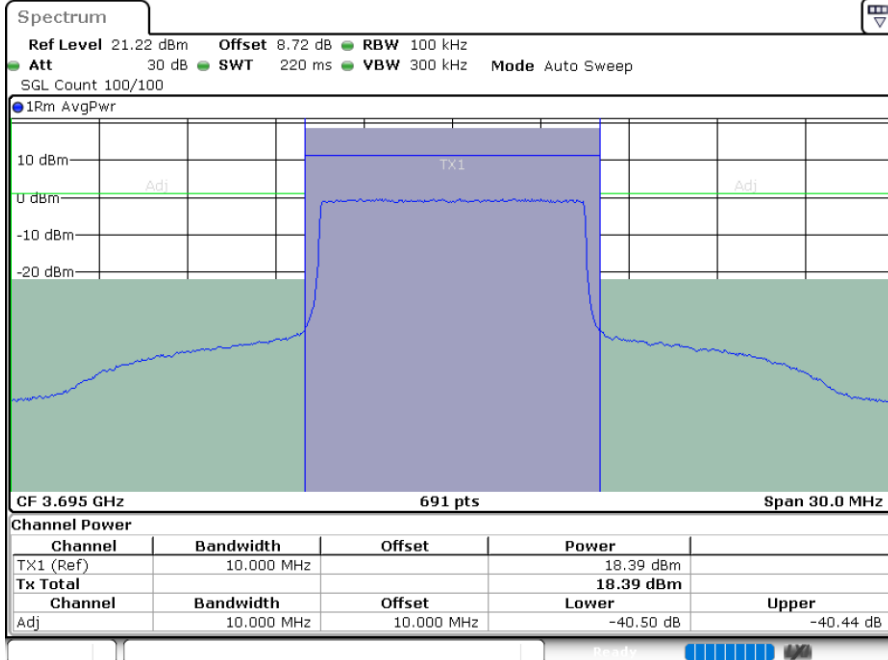 Spectrum
Ref Level 21.22 dBm Offset 8.72 dB RBW 100 kHz
Att 30 dB SWT 220 ms VBW 300 kHz Mode Auto Sweep
SGL Count 100/100
1Rm AvgPwr
10 dBm
TX1
Adj Adj
0 dBm
-10 dBm
-20 dBm
CF 3.695 GHz 691 pts Span 30.0 MHz
Channel Power
Channel Bandwidth Offset Power
TX1 (Ref) 10.000 MHz 18.39 dBm
Tx Total 18.39 dBm
Channel Bandwidth Offset Lower Upper
Adj 10.000 MHz 10.000 MHz -40.50 dB -40.44 dB
Ready